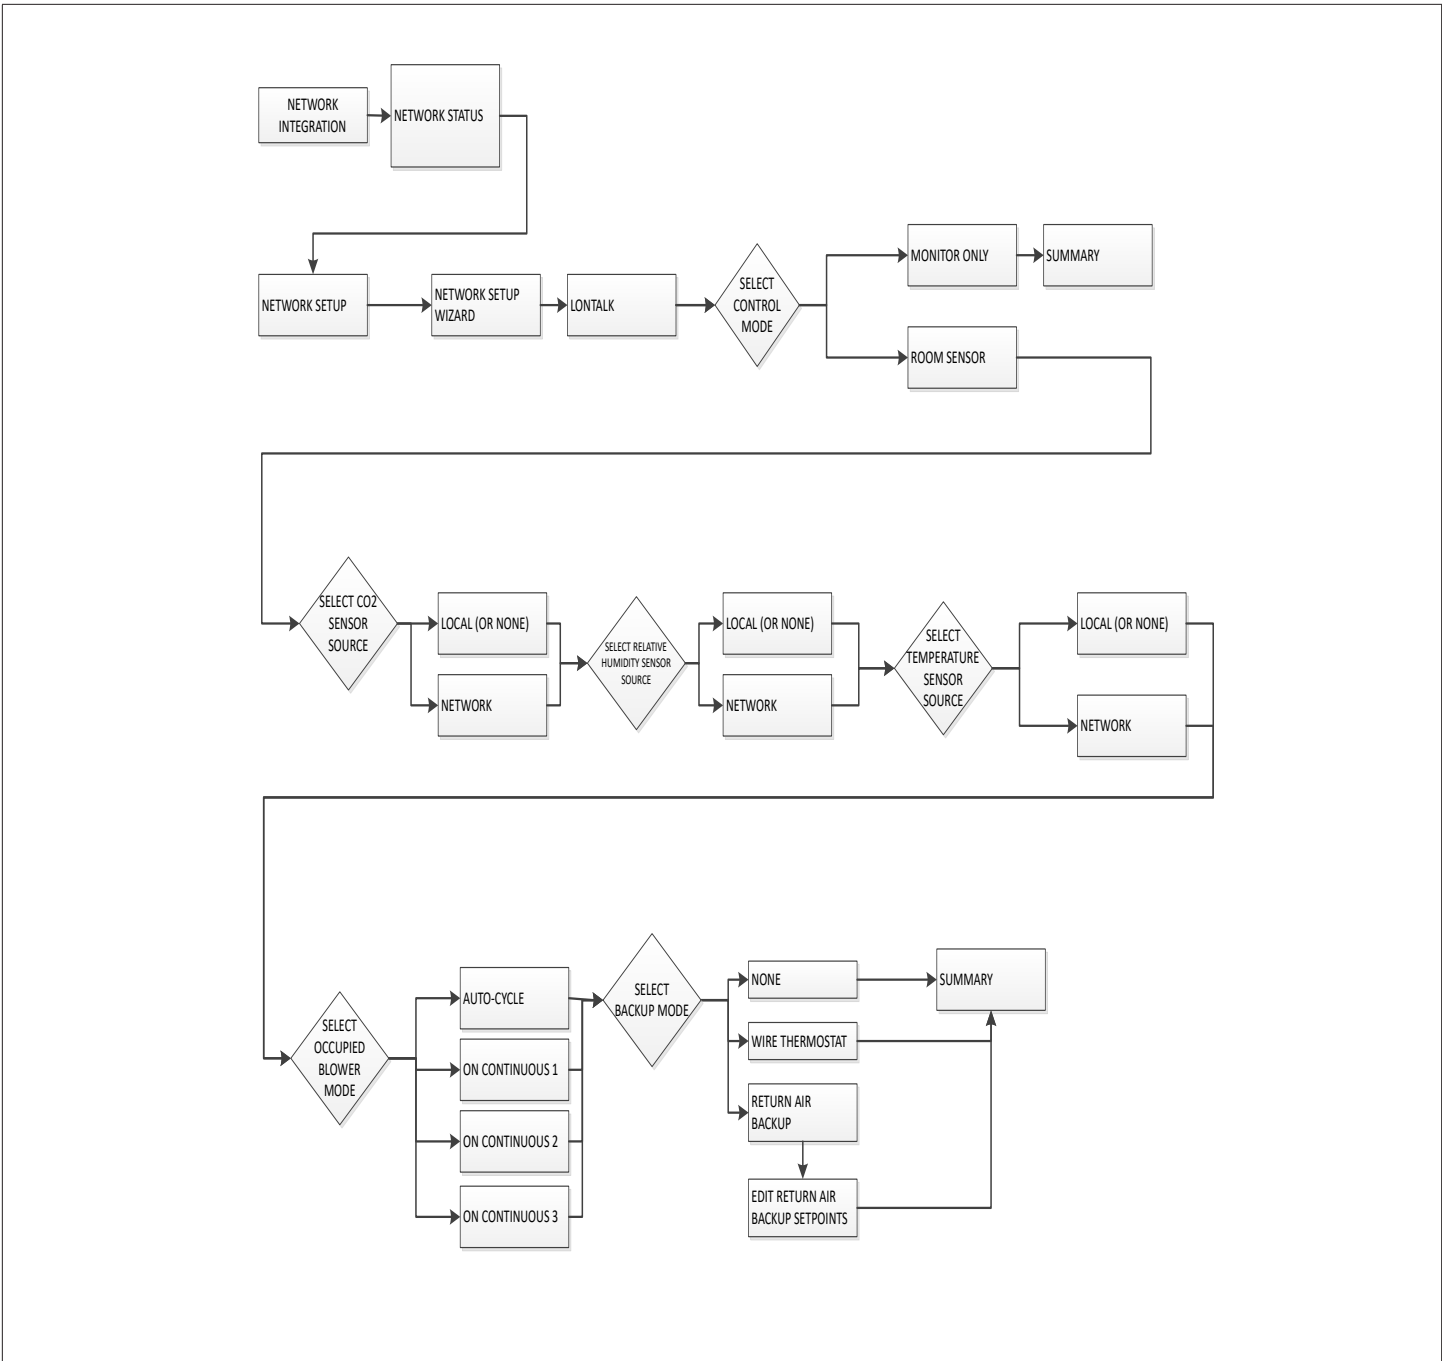 NETWORK
INTEGRATION
NETWORK STATUS
NETWORK SETUP
NETWORK SETUP
WIZARD
LONTALK
SELECT
CONTROL
MODE
MONITOR ONLY
SUMMARY
ROOM SENSOR
SELECT CO2
SENSOR
SOURCE
LOCAL (OR NONE)
NETWORK
SELECT RELATIVE
HUMIDITY SENSOR
SOURCE
LOCAL (OR NONE)
NETWORK
SELECT
TEMPERATURE
SENSOR
SOURCE
LOCAL (OR NONE)
NETWORK
SELECT
OCCUPIED
BLOWER
MODE
AUTO-CYCLE
ON CONTINUOUS 1
ON CONTINUOUS 2
ON CONTINUOUS 3
SELECT
BACKUP MODE
NONE
WIRE THERMOSTAT
RETURN AIR
BACKUP
EDIT RETURN AIR
BACKUP SETPOINTS
SUMMARY